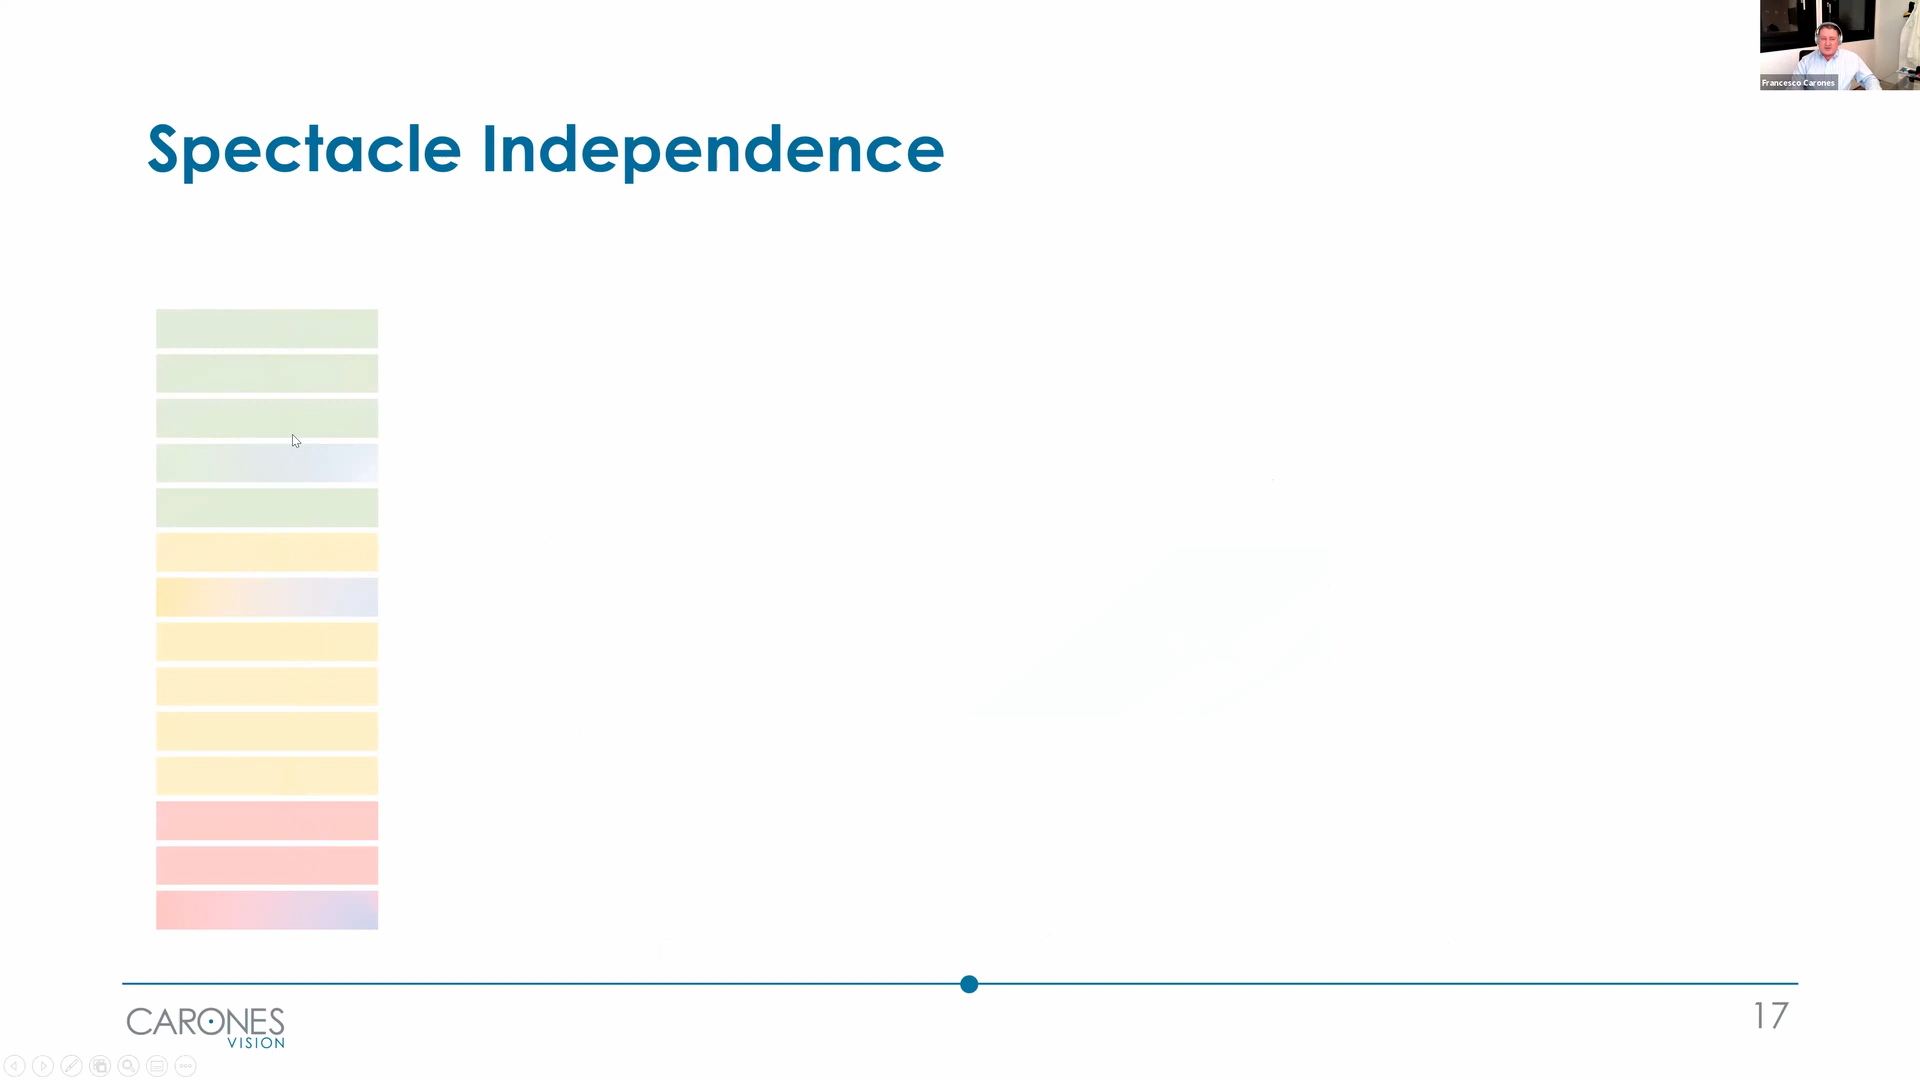 Francesco Carones
Spectacle Independence
CARONES
VISION
17